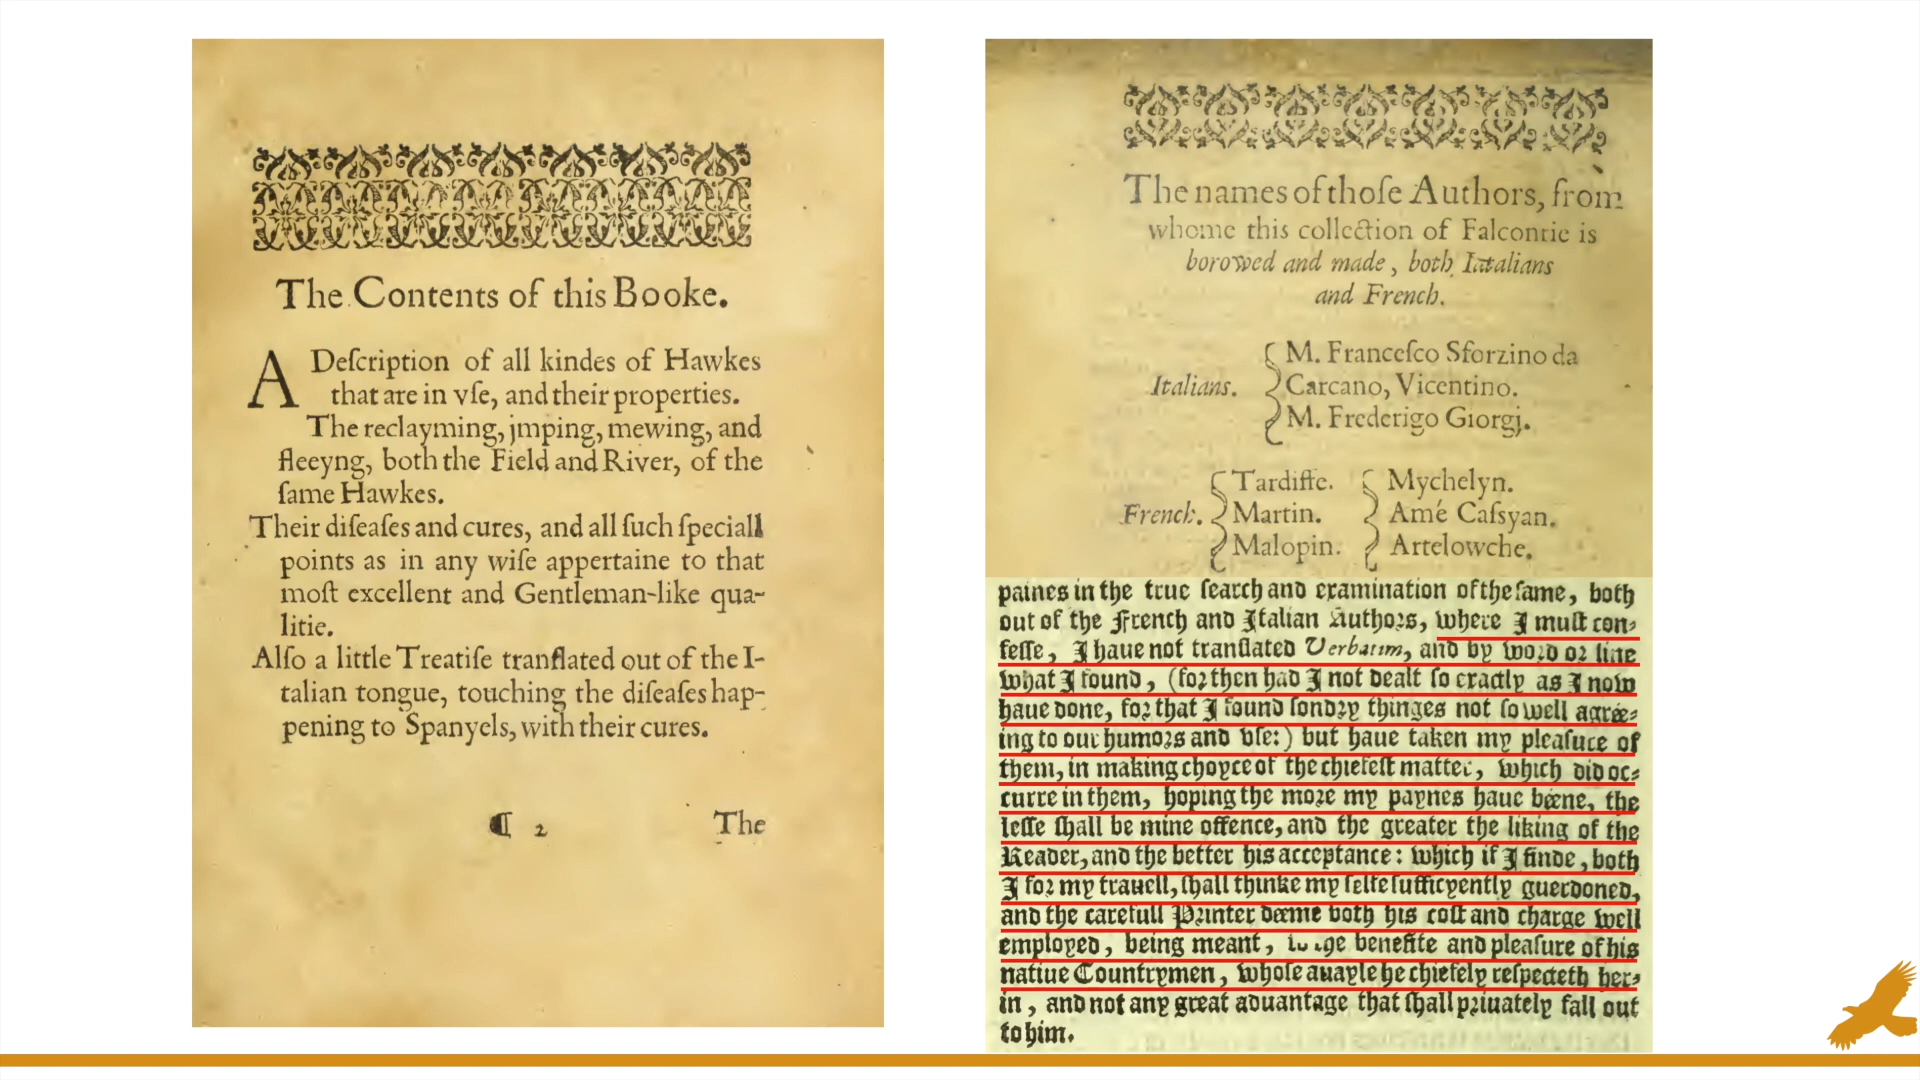 The Contents of this Booke.
A Deſcription of all kindes of Hawkes
that are in vſe, and their properties.
The reclayming, jmping, mewing, and
fleeyng, both the Field and River, of the
ſame Hawkes.
Their diſeaſes and cures, and all ſuch ſpeciall
points as in any wiſe appertaine to that
moſt excellent and Gentleman-like qua-
litie.
Alſo a little Treatiſe tranſlated out of the I-
talian tongue, touching the diſeaſes hap-
pening to Spanyels, with their cures.
¶ 2 The
The names of thoſe Authors, from
whome this collection of Falconrie is
borowed and made, both Iatalians
and French.
Italians. { M. Franceſco Sforzino da
Carcano, Vicentino.
M. Frederigo Giorgj.
French. { Tardiffe. { Mychelyn.
Martin. Amé Caſsyan.
Malopin. Artelowche.
paines in the true ſearch and examination of the ſame, both
out of the French and Italian Authors, where I muſt con-
feſſe, I haue not tranſlated Verbatim, and by word or line
what I found, (for then had I not dealt ſo exactly as I now
haue done, for that I found ſondry thinges not ſo well agree-
ing to our humors and vſe:) but haue taken my pleaſure of
them, in making choyce of the chiefeſt matter, which did oc-
curre in them, hoping the more my paynes haue beene, the
leſſe ſhall be mine offence, and the greater the liking of the
Reader, and the better his acceptance: which if I finde, both
I for my trauell, ſhall thinke my ſelfe ſufficyently guerdoned,
and the carefull Printer deeme both his coſt and charge well
employed, being meant, benefite and pleaſure of his
natiue Countrymen, whoſe auayle he chiefely reſpecteth her-
in, and not any great aduantage that ſhall priuately fall out
to him.